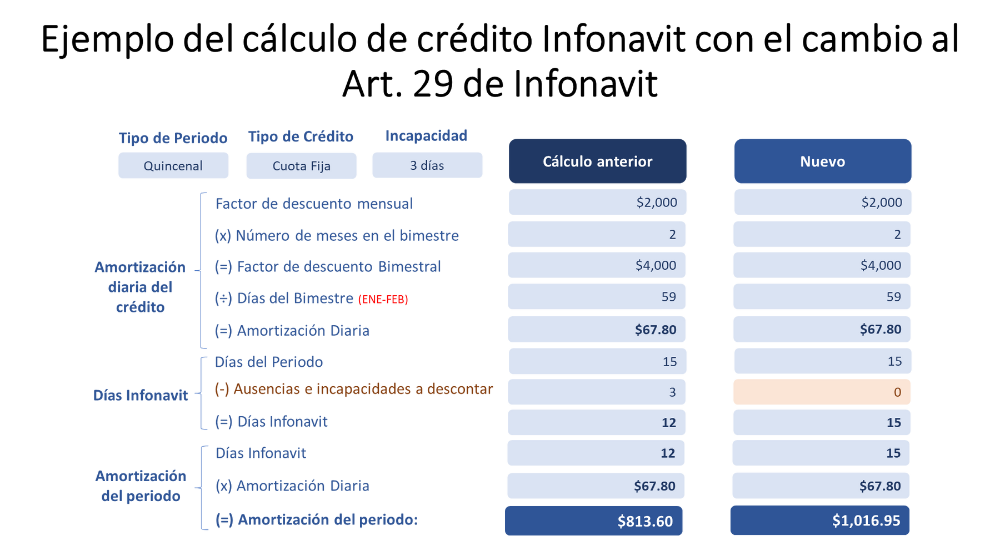 Ejemplo del cálculo de crédito Infonavit con el cambio al
Art. 29 de Infonavit
Tipo de Periodo
Tipo de Crédito
Incapacidad
Quincenal
Cuota Fija
3 días
Cálculo anterior
Nuevo
Amortización
diaria del
crédito
Factor de descuento mensual $2,000 $2,000
(x) Número de meses en el bimestre 2 2
(=) Factor de descuento Bimestral $4,000 $4,000
(÷) Días del Bimestre (ENE-FEB) 59 59
(=) Amortización Diaria $67.80 $67.80
Días Infonavit
Días del Periodo 15 15
(-) Ausencias e incapacidades a descontar 3 0
(=) Días Infonavit 12 15
Amortización
del periodo
Días Infonavit 12 15
(x) Amortización Diaria $67.80 $67.80
(=) Amortización del periodo: $813.60 $1,016.95